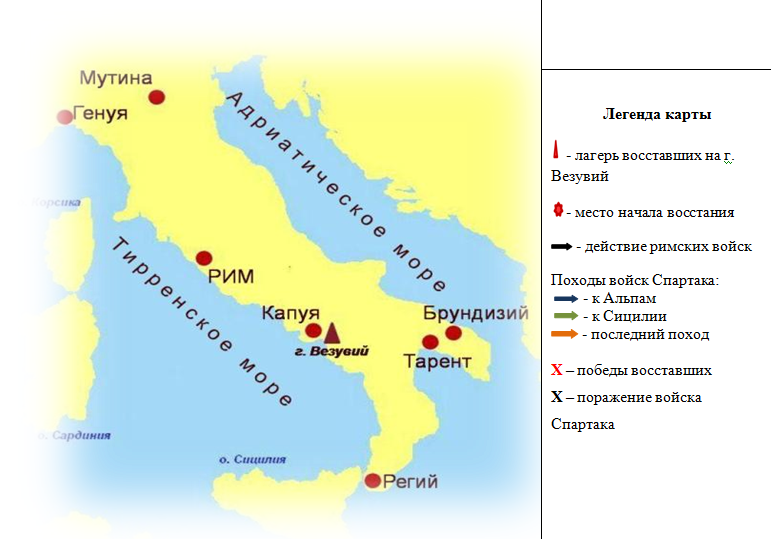 Мутина
Генуя
Адриатическое море
Корсика
Тирренское море
РИМ
Капуя
г. Везувий
Брундизий
Тарент
о. Сардиния
о. Сицилия
Регий
Легенда карты
- лагерь восставших на г.
Везувий
- место начала восстания
- действие римских войск
Походы войск Спартака:
- к Альпам
- к Сицилии
- последний поход
Х – победы восставших
Х – поражение войска
Спартака